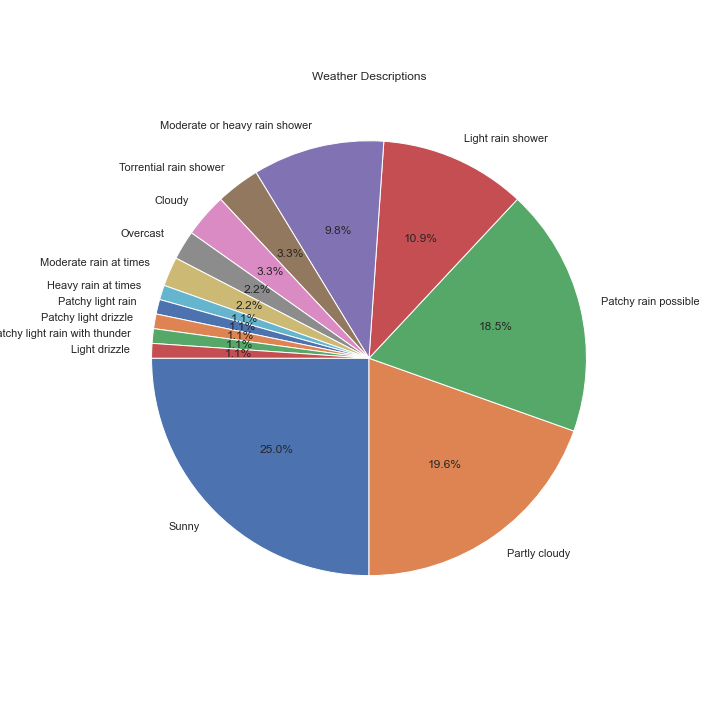 Weather Descriptions
Moderate or heavy rain shower
Light rain shower
Torrential rain shower
Cloudy
Overcast
Moderate rain at times
Heavy rain at times
Patchy light rain
Patchy light drizzle
atchy light rain with thunder
Light drizzle
Patchy rain possible
Sunny
Partly cloudy
9.8%
10.9%
3.3%
3.3%
2.2%
2.2%
1.1%
1.1%
1.1%
1.1%
1.1%
18.5%
25.0%
19.6%